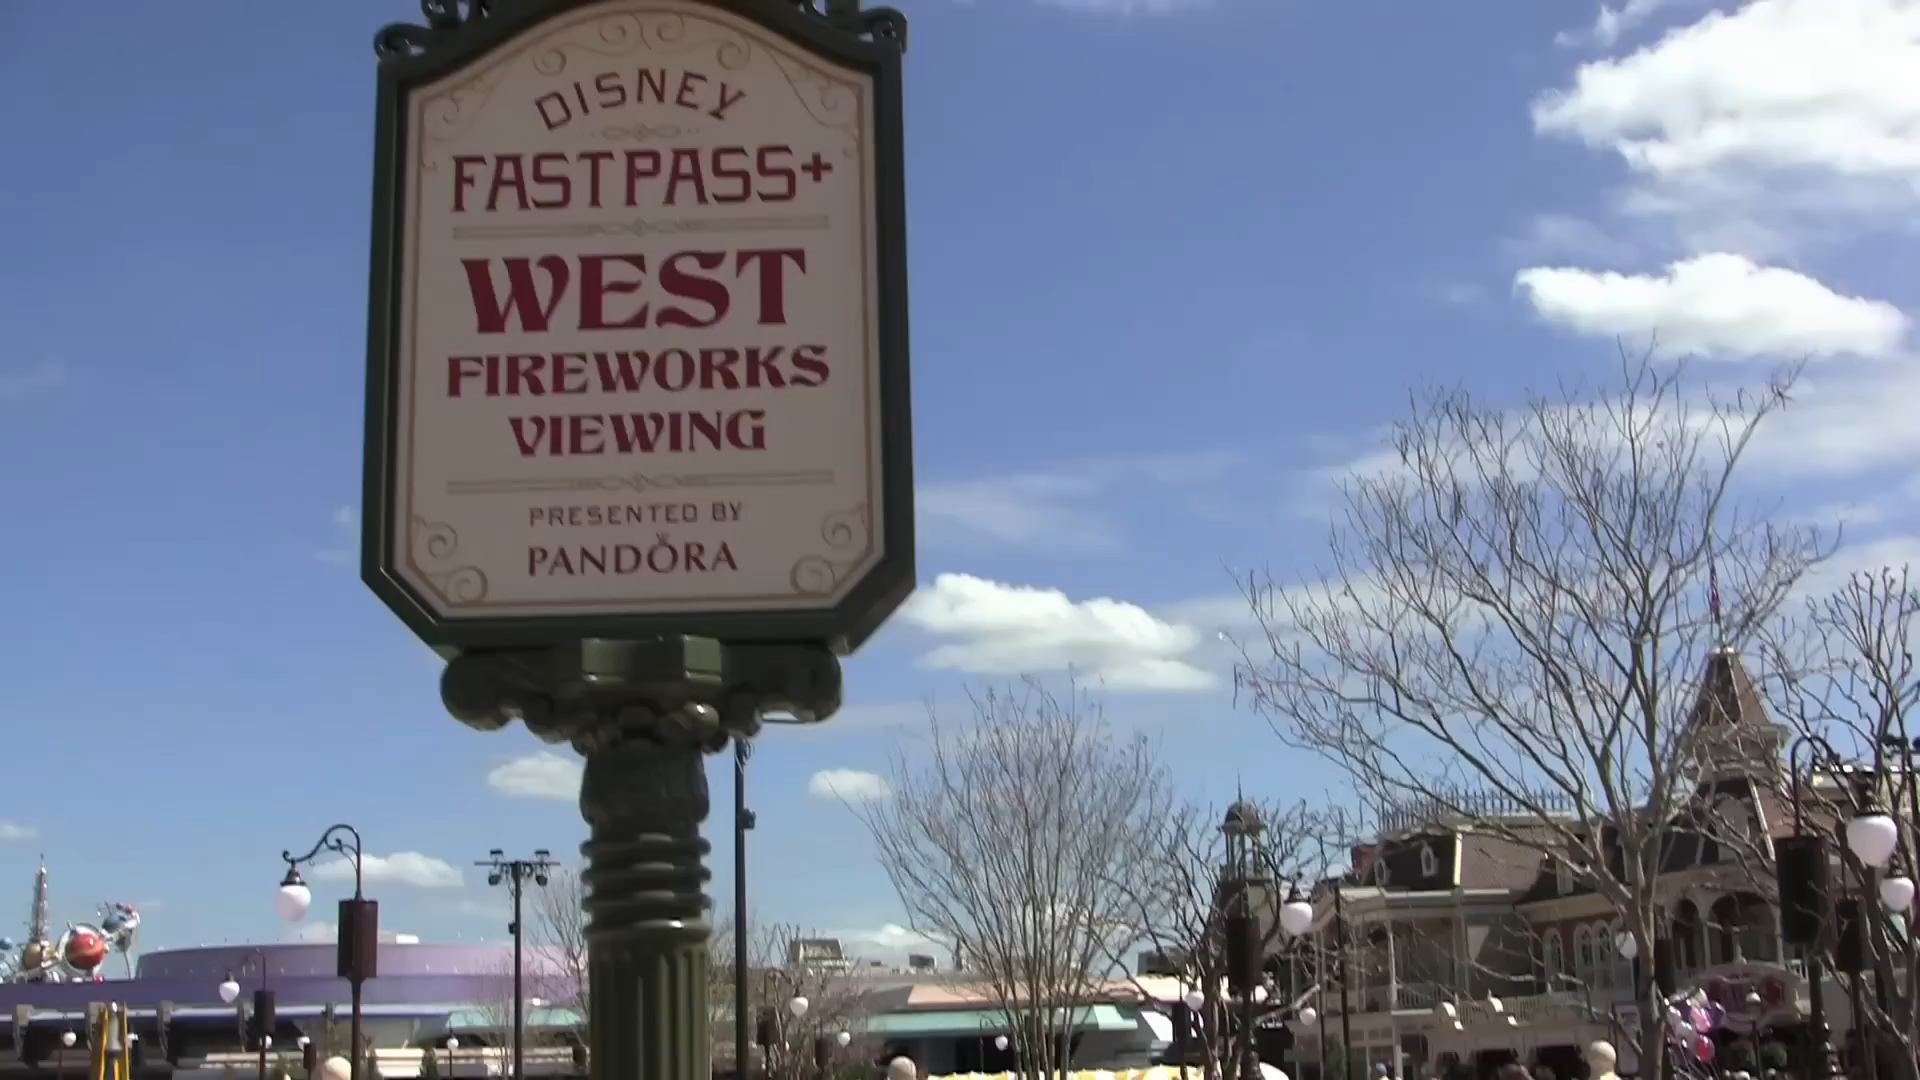 DISNEY
FASTPASS+
WEST
FIREWORKS
VIEWING
PRESENTED BY
PANDORA